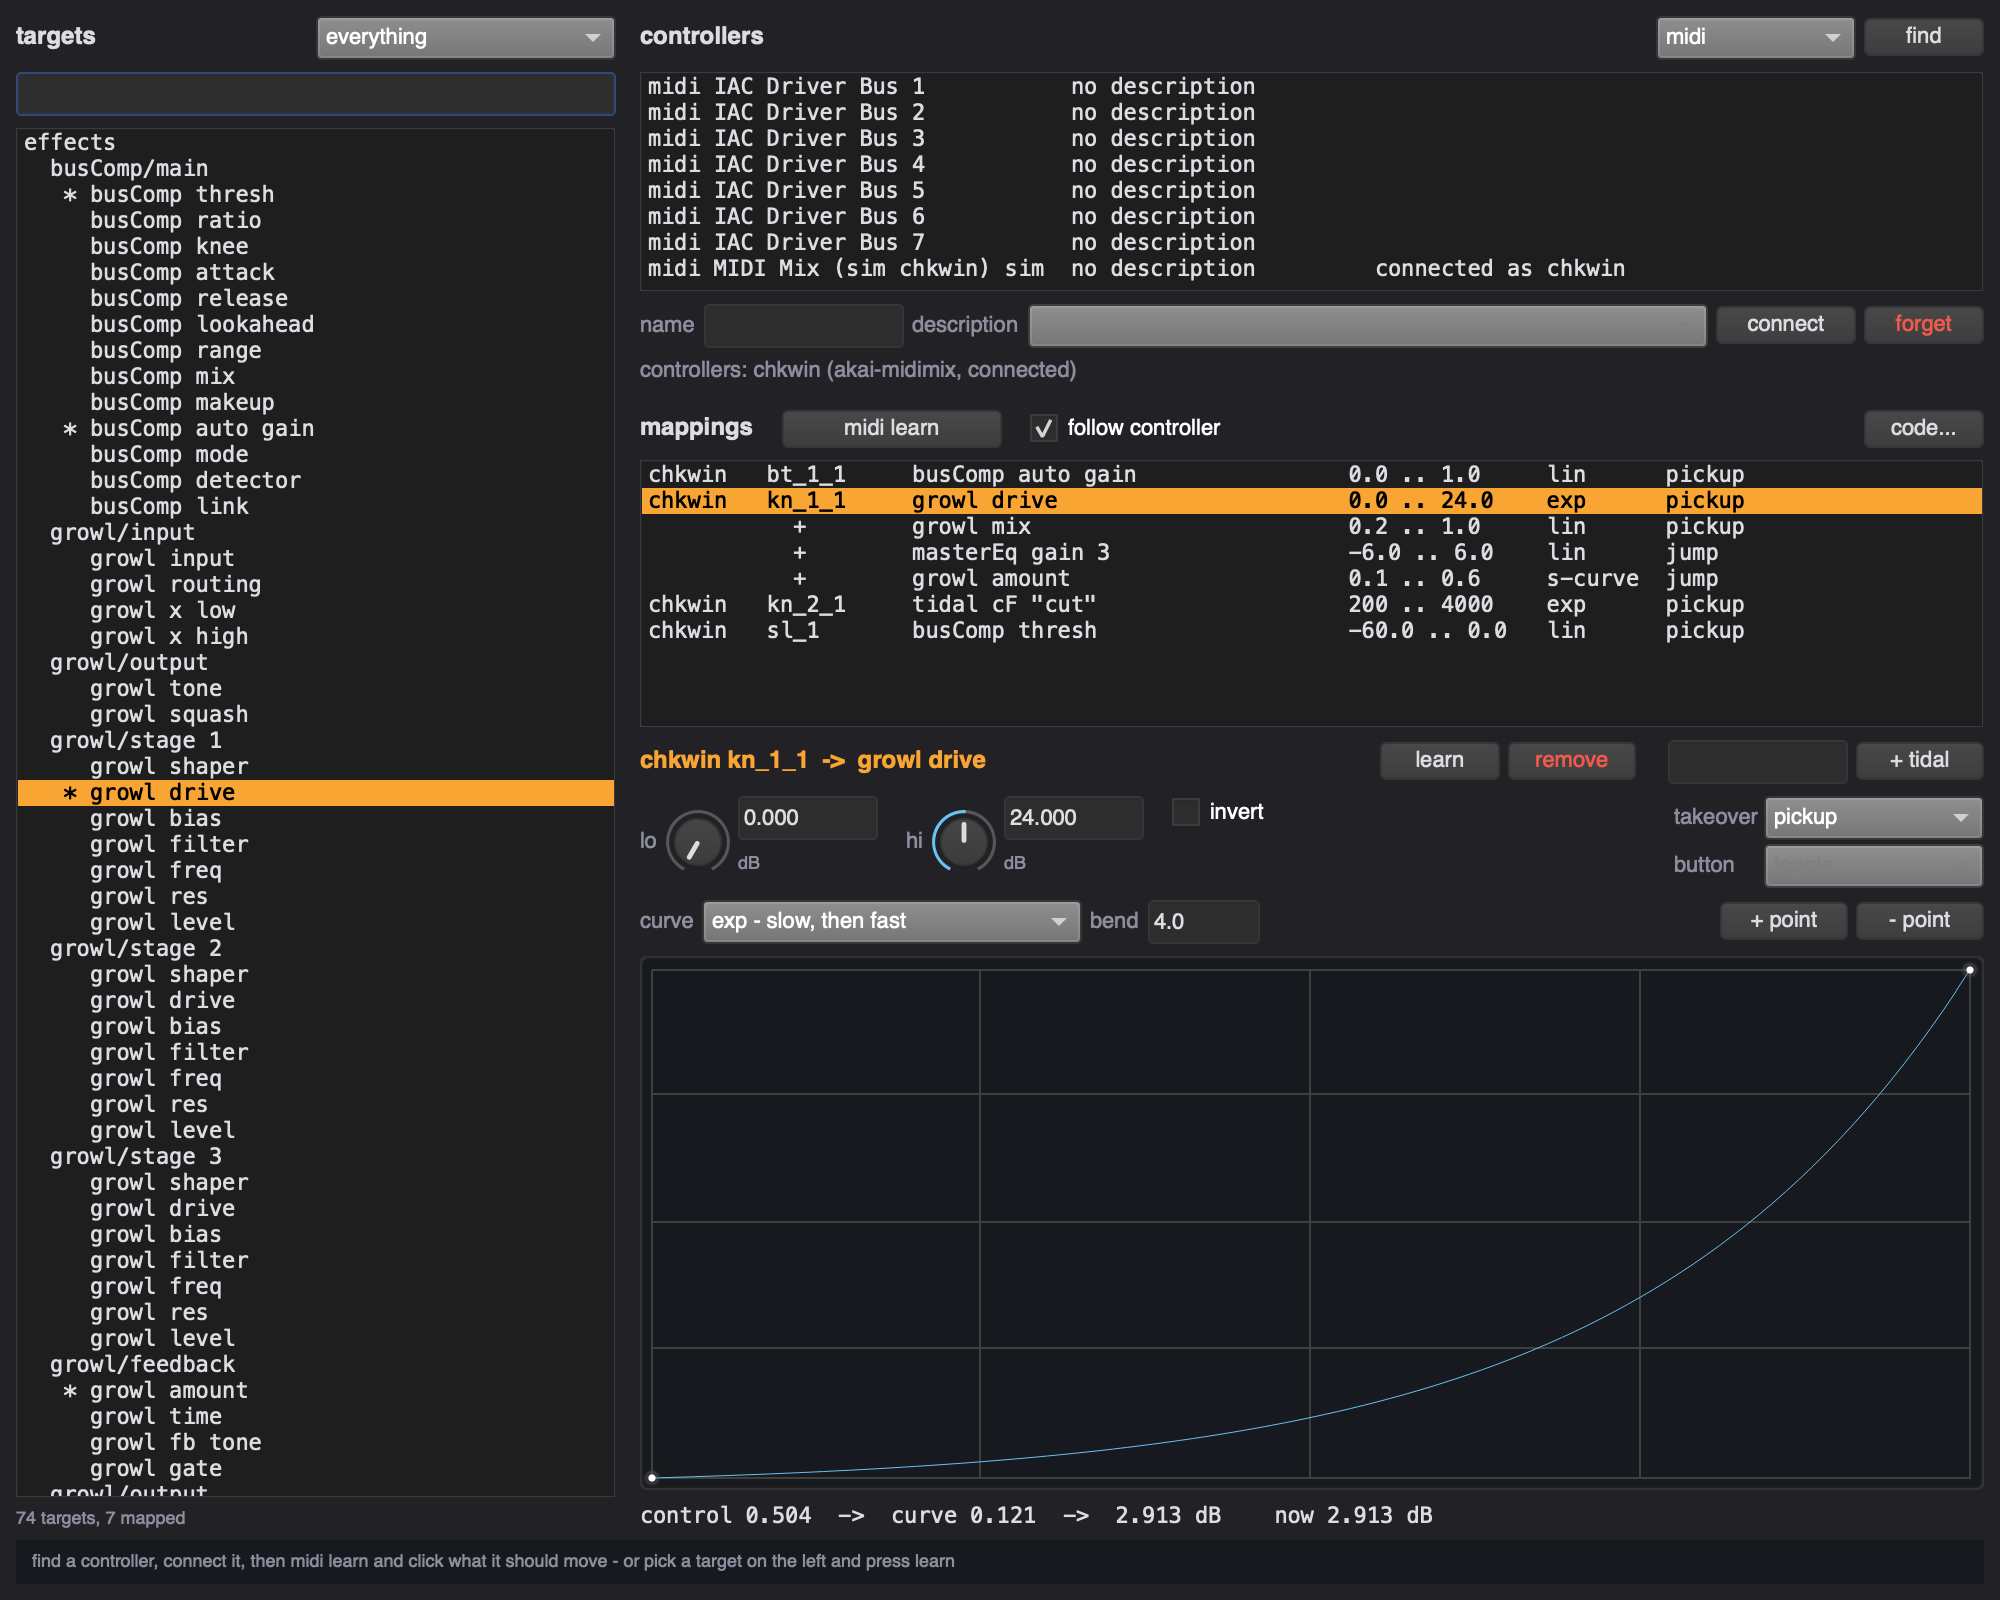 targets
everything
effects
busComp/main
* busComp thresh
busComp ratio
busComp knee
busComp attack
busComp release
busComp lookahead
busComp range
busComp mix
busComp makeup
* busComp auto gain
busComp mode
busComp detector
busComp link
growl/input
growl input
growl routing
growl x low
growl x high
growl/output
growl tone
growl squash
growl/stage 1
growl shaper
* growl drive
growl bias
growl filter
growl freq
growl res
growl level
growl/stage 2
growl shaper
growl drive
growl bias
growl filter
growl freq
growl res
growl level
growl/stage 3
growl shaper
growl drive
growl bias
growl filter
growl freq
growl res
growl level
growl/feedback
* growl amount
growl time
growl fb tone
growl gate
growl/output
74 targets, 7 mapped
controllers
midi
find
midi IAC Driver Bus 1 no description
midi IAC Driver Bus 2 no description
midi IAC Driver Bus 3 no description
midi IAC Driver Bus 4 no description
midi IAC Driver Bus 5 no description
midi IAC Driver Bus 6 no description
midi IAC Driver Bus 7 no description
midi MIDI Mix (sim chkwin) sim no description connected as chkwin
name description connect forget
controllers: chkwin (akai-midimix, connected)
mappings midi learn ✓ follow controller code...
chkwin bt_1_1 busComp auto gain 0.0 .. 1.0 lin pickup
chkwin kn_1_1 growl drive 0.0 .. 24.0 exp pickup
+ growl mix 0.2 .. 1.0 lin pickup
+ masterEq gain 3 -6.0 .. 6.0 lin jump
+ growl amount 0.1 .. 0.6 s-curve jump
chkwin kn_2_1 tidal cF "cut" 200 .. 4000 exp pickup
chkwin sl_1 busComp thresh -60.0 .. 0.0 lin pickup
chkwin kn_1_1 -> growl drive learn remove + tidal
lo 0.000 dB hi 24.000 dB invert
takeover pickup
button
curve exp - slow, then fast bend 4.0 + point - point
control 0.504 -> curve 0.121 -> 2.913 dB now 2.913 dB
find a controller, connect it, then midi learn and click what it should move - or pick a target on the left and press learn